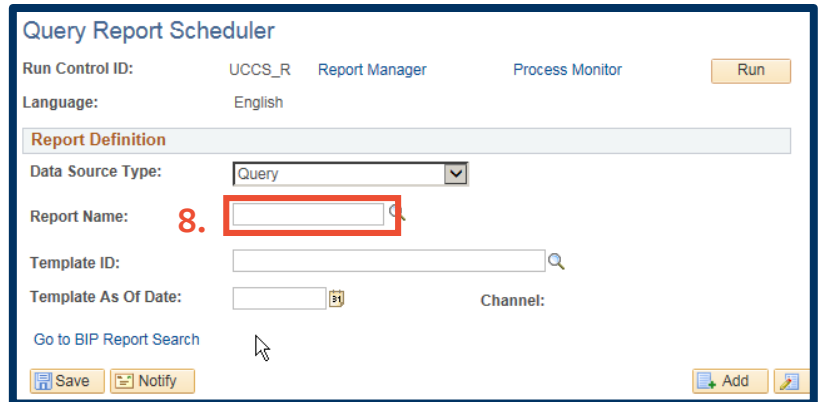 Query Report Scheduler
Run Control ID: UCCS_R Report Manager Process Monitor Run
Language: English
Report Definition
Data Source Type: Query
Report Name: 8.
Template ID:
Template As Of Date: 31 Channel:
Go to BIP Report Search
Save Notify Add